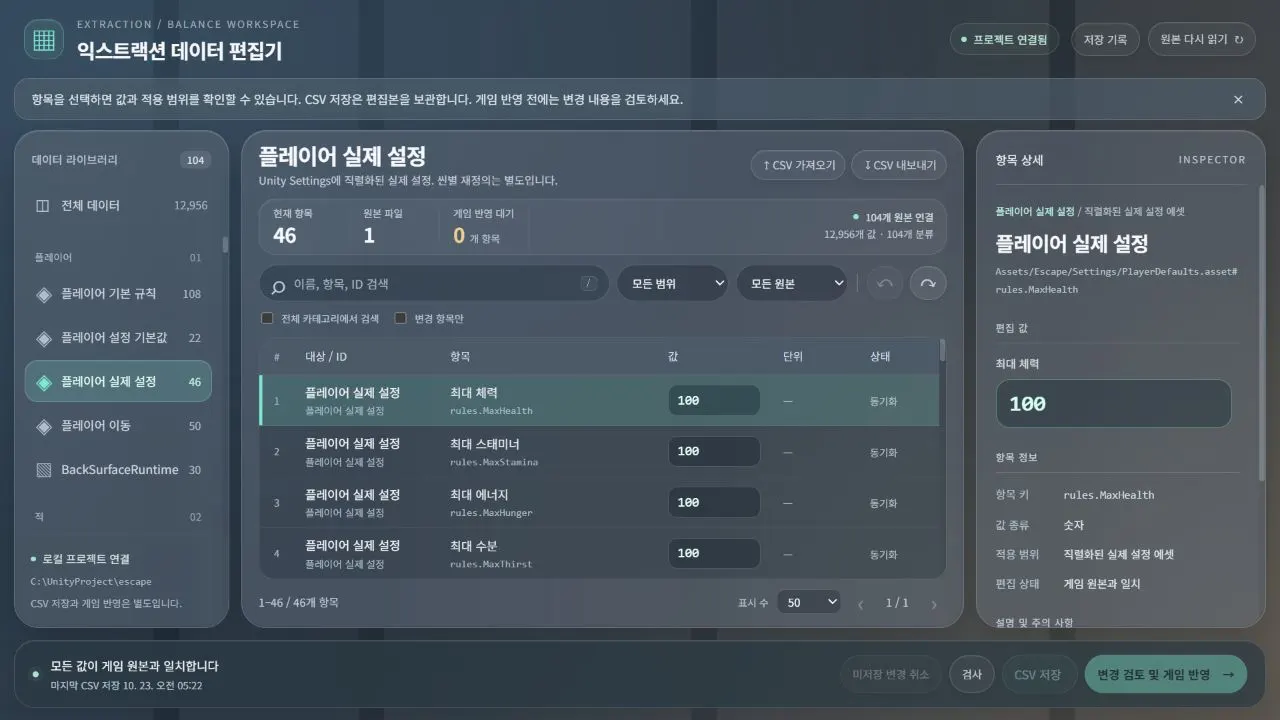 EXTRACTION / BALANCE WORKSPACE
익스트랙션 데이터 편집기
프로젝트 연결됨
저장 기록
원본 다시 읽기 ↻
항목을 선택하면 값과 적용 범위를 확인할 수 있습니다. CSV 저장은 편집본을 보관합니다. 게임 반영 전에는 변경 내용을 검토하세요.
×
데이터 라이브러리 104
전체 데이터 12,956
플레이어 01
플레이어 기본 규칙 108
플레이어 설정 기본값 22
플레이어 실제 설정 46
플레이어 이동 50
BackSurfaceRuntime 30
적 02
로컬 프로젝트 연결
C:\UnityProject\escape
CSV 저장과 게임 반영은 별도입니다.
플레이어 실제 설정
Unity Settings에 직렬화된 실제 설정. 씬별 재정의는 별도입니다.
↑ CSV 가져오기
↧ CSV 내보내기
현재 항목
46
원본 파일
1
게임 반영 대기
0 개 항목
104개 원본 연결
12,956개 값 · 104개 분류
이름, 항목, ID 검색 /
모든 범위
모든 원본
전체 카테고리에서 검색
변경 항목만
# 대상 / ID 항목 값 단위 상태
1 플레이어 실제 설정 최대 체력 100 — 동기화
플레이어 실제 설정 rules.MaxHealth
2 플레이어 실제 설정 최대 스태미너 100 — 동기화
플레이어 실제 설정 rules.MaxStamina
3 플레이어 실제 설정 최대 에너지 100 — 동기화
플레이어 실제 설정 rules.MaxHunger
4 플레이어 실제 설정 최대 수분 100 — 동기화
플레이어 실제 설정 rules.MaxThirst
1–46 / 46개 항목
표시 수 50 ‹ 1 / 1 ›
항목 상세 INSPECTOR
플레이어 실제 설정 / 직렬화된 실제 설정 에셋
플레이어 실제 설정
Assets/Escape/Settings/PlayerDefaults.asset#
rules.MaxHealth
편집 값
최대 체력
100
항목 정보
항목 키 rules.MaxHealth
값 종류 숫자
적용 범위 직렬화된 실제 설정 에셋
편집 상태 게임 원본과 일치
설명 및 주의 사항
모든 값이 게임 원본과 일치합니다
마지막 CSV 저장 10. 23. 오전 05:22
미저장 변경 취소
검사
CSV 저장
변경 검토 및 게임 반영 →